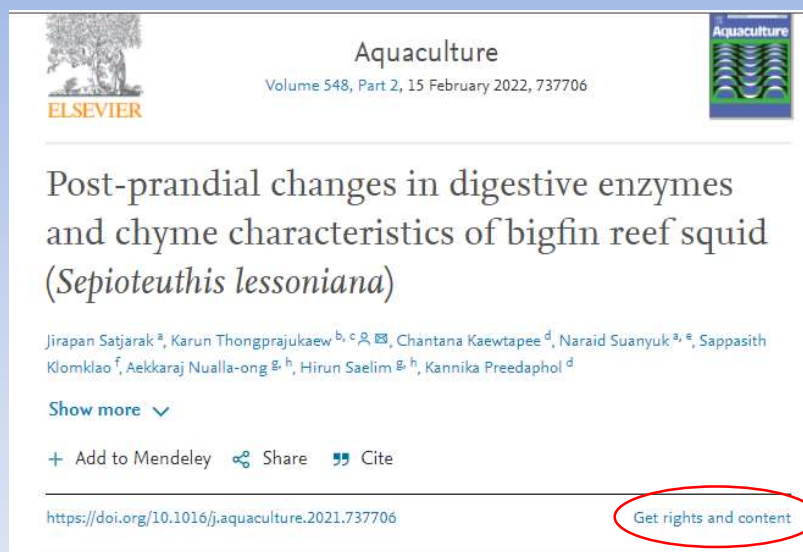 ELSEVIER
Aquaculture
Volume 548, Part 2, 15 February 2022, 737706
Aquaculture
Post-prandial changes in digestive enzymes
and chyme characteristics of bigfin reef squid
(Sepioteuthis lessoniana)
Jirapan Satjarak a, Karun Thongprajukaew b, c, Chantana Kaewtapee d, Naraid Suanyuk a, e, Sappasith
Klomklao f, Aekkaraj Nualla-ong g, h, Hirun Saelim g, h, Kannika Preedaphol d
Show more
+ Add to Mendeley Share Cite
https://doi.org/10.1016/j.aquaculture.2021.737706
Get rights and content